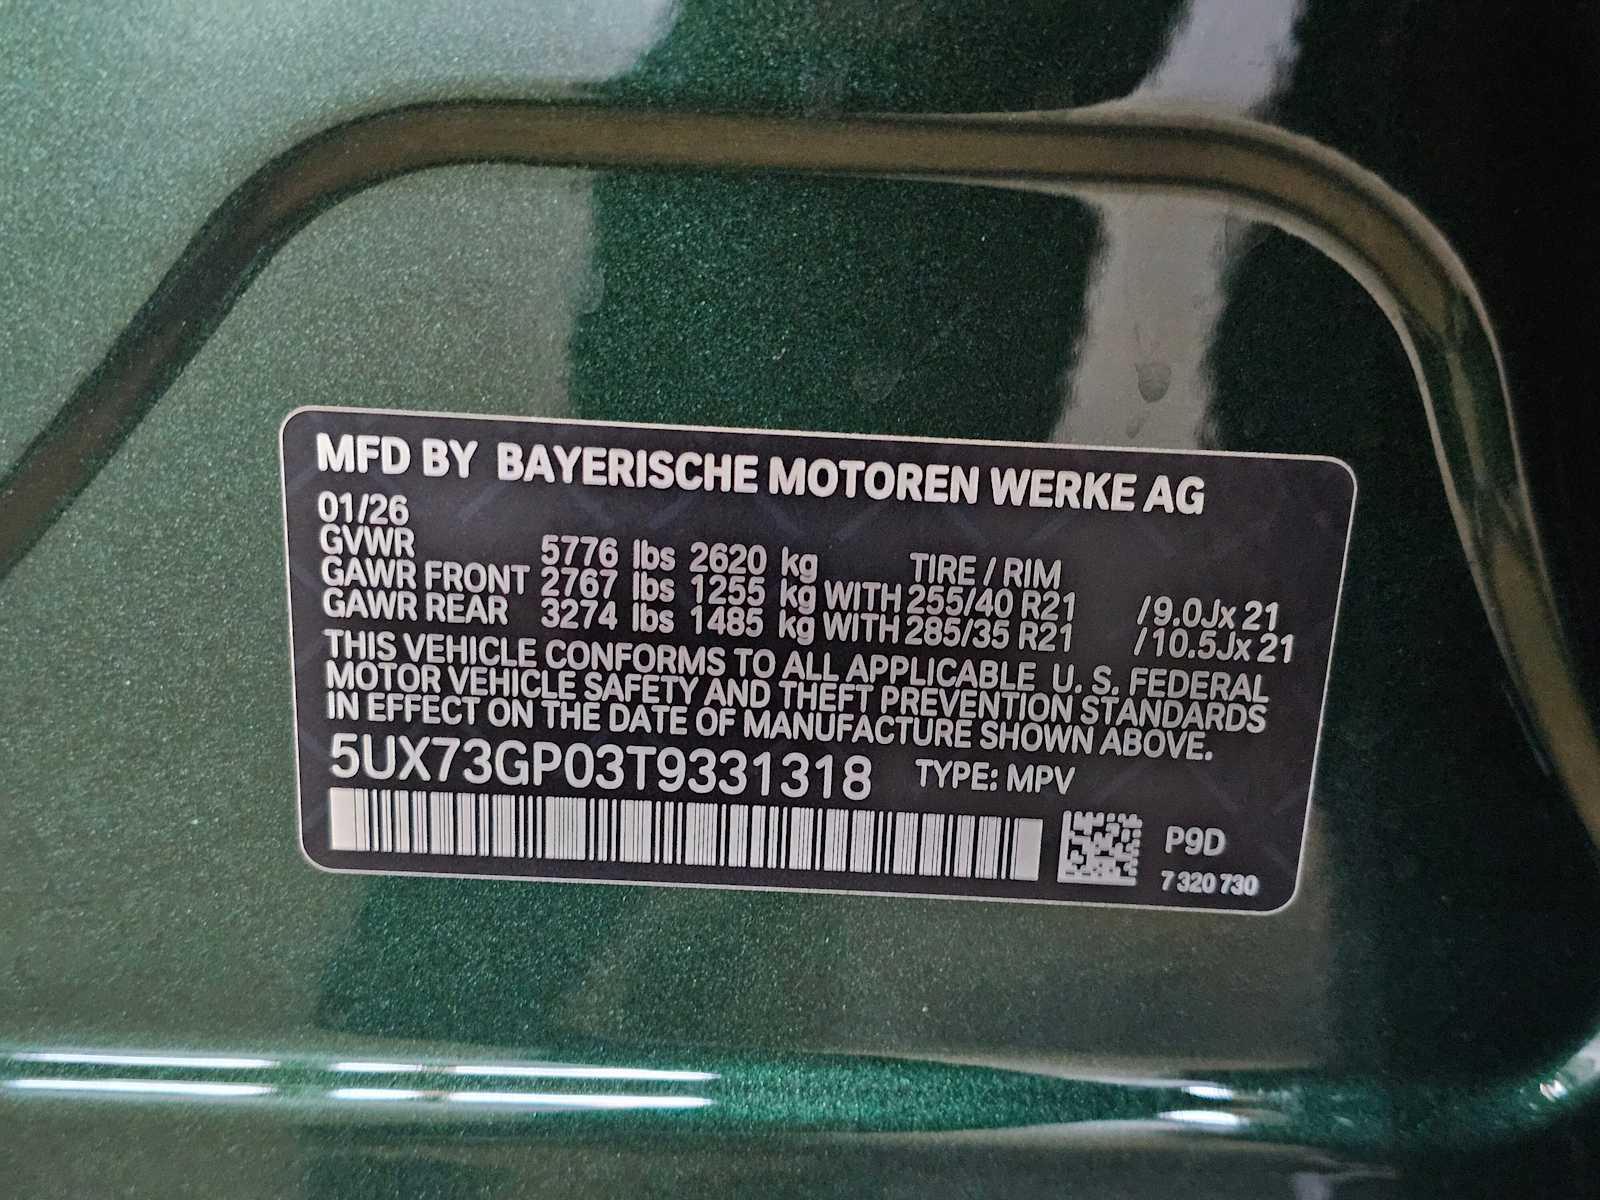 MFD BY BAYERISCHE MOTOREN WERKE AG
01/26
GVWR 5776 lbs 2620 kg TIRE / RIM
GAWR FRONT 2767 lbs 1255 kg WITH 255/40 R21 /9.0Jx 21
GAWR REAR 3274 lbs 1485 kg WITH 285/35 R21 /10.5Jx 21
THIS VEHICLE CONFORMS TO ALL APPLICABLE U. S. FEDERAL
MOTOR VEHICLE SAFETY AND THEFT PREVENTION STANDARDS
IN EFFECT ON THE DATE OF MANUFACTURE SHOWN ABOVE.
5UX73GP03T9331318 TYPE: MPV
P9D
7 320 730